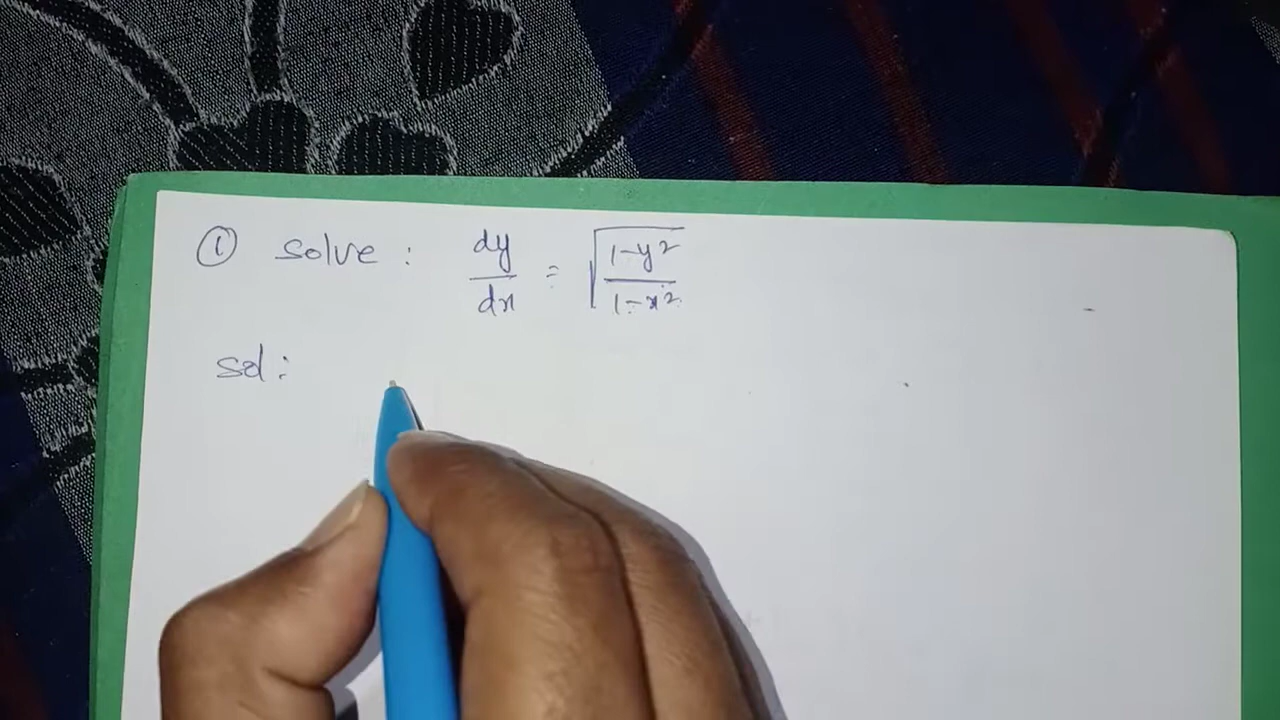 ① solve : dy/dx = √(1-y²/1-x²)
sol :